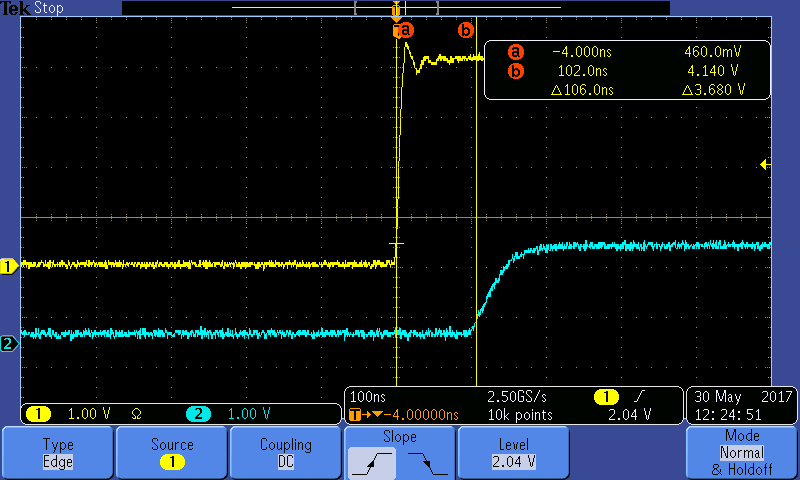 Tek Stop
T
T a b
a -4.000ns 460.0mV
b 102.0ns 4.140 V
△106.0ns △3.680 V
1
2
1 1.00 V Ω 2 1.00 V
100ns 2.50GS/s 1
T→▼-4.00000ns 10k points 2.04 V
30 May 2017
12:24:51
Type
Edge
Source
1
Coupling
DC
Slope
Level
2.04 V
Mode
Normal
& Holdoff